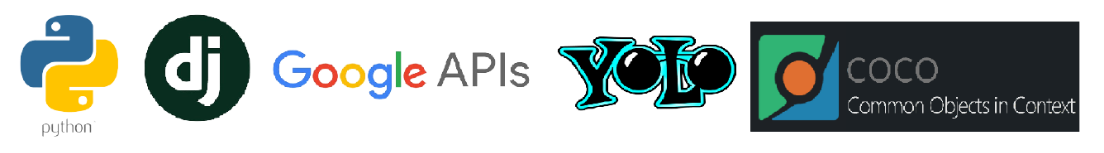 python
dj
Google APIs
YOLO
COCO
Common Objects in Context